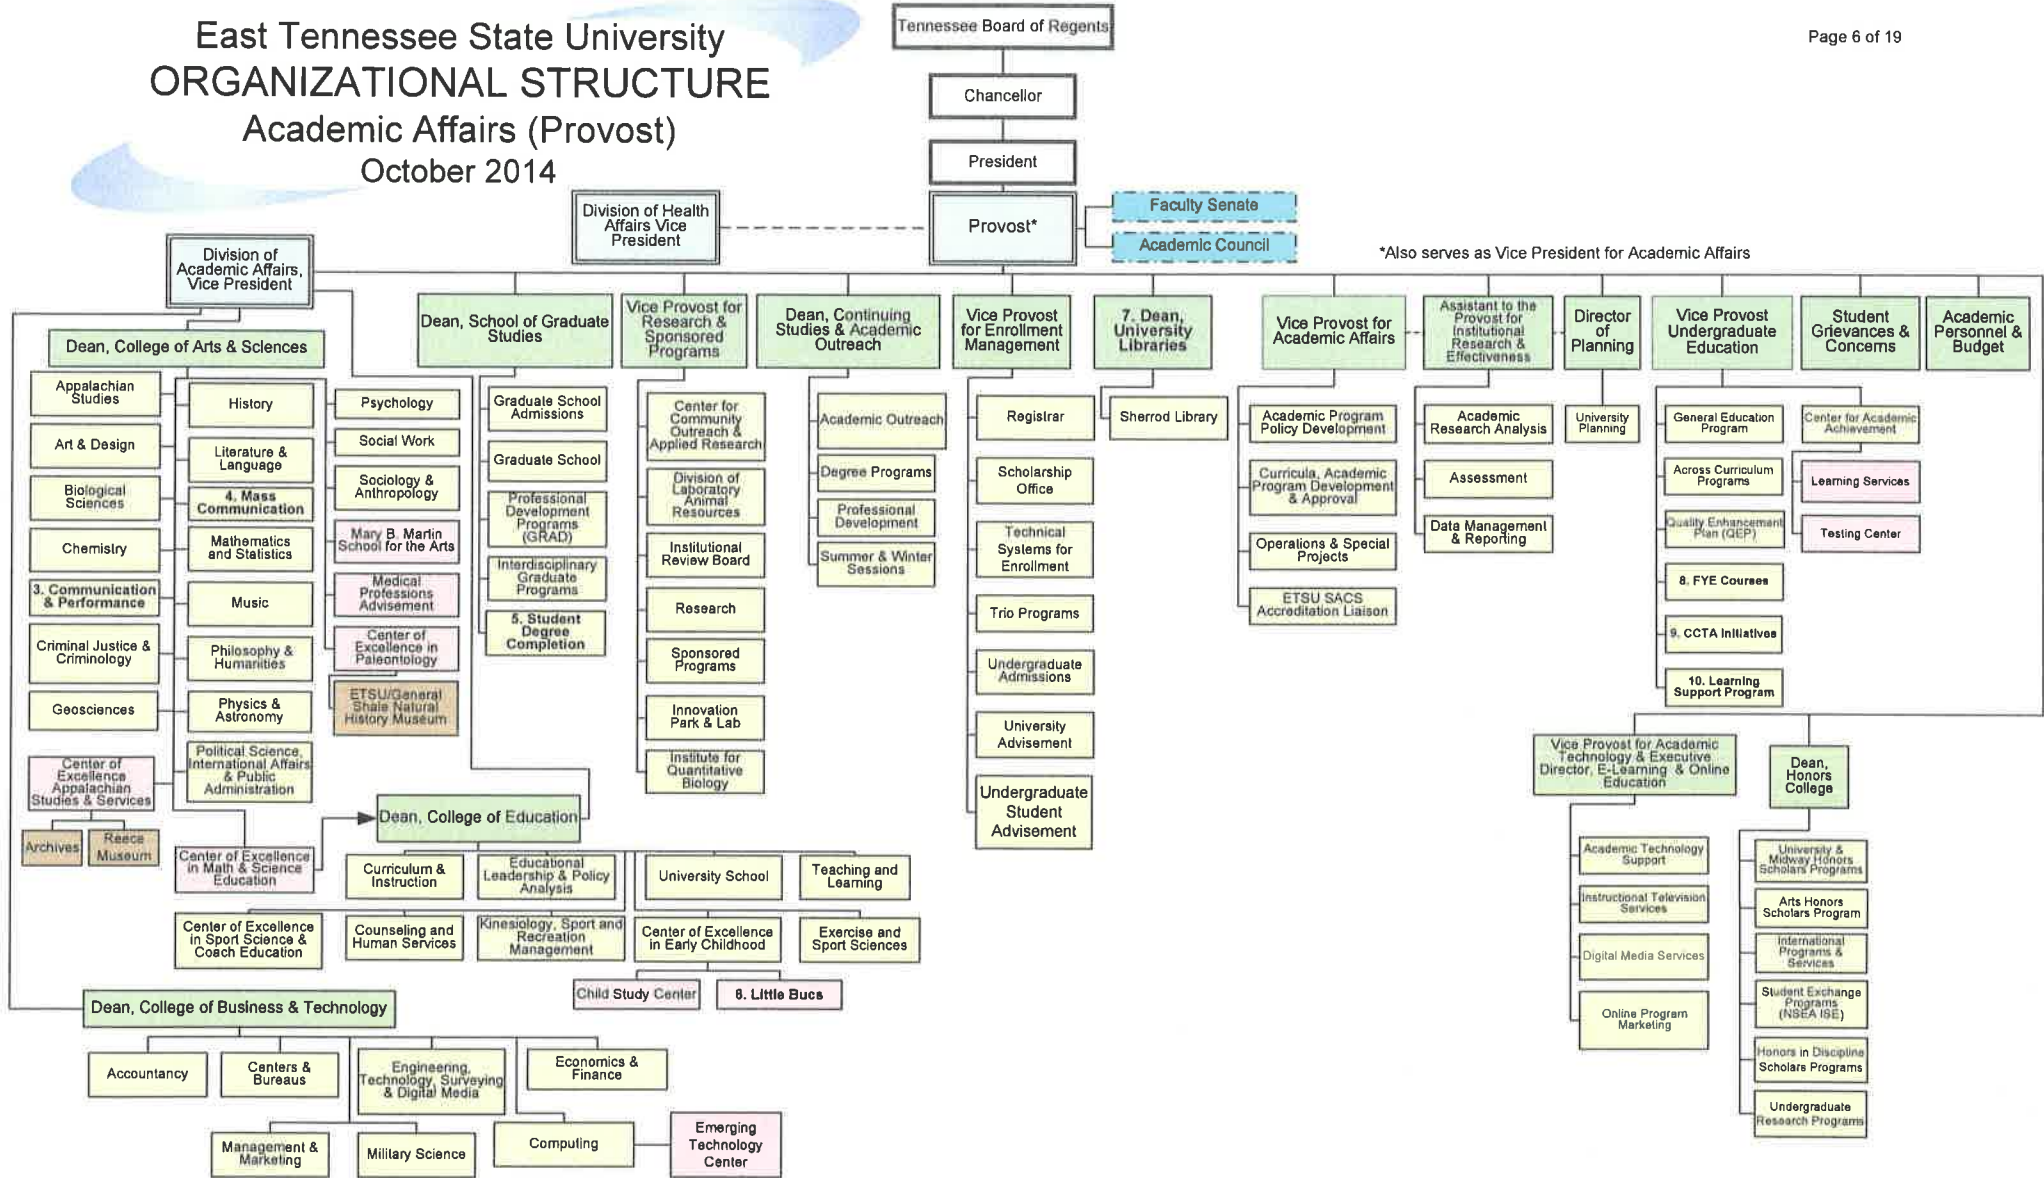 East Tennessee State University
ORGANIZATIONAL STRUCTURE
Academic Affairs (Provost)
October 2014
Page 6 of 19
Tennessee Board of Regents
Chancellor
President
Provost*
Division of Health
Affairs Vice
President
Faculty Senate
Academic Council
*Also serves as Vice President for Academic Affairs
Division of
Academic Affairs,
Vice President
Dean, College of Arts & Sciences
Appalachian
Studies
Art & Design
Biological
Sciences
Chemistry
3. Communication
& Performance
Criminal Justice &
Criminology
Geosciences
Center of
Excellence
Appalachian
Studies & Services
Archives
Reece
Museum
History
Literature &
Language
4. Mass
Communication
Mathematics
and Statistics
Music
Philosophy &
Humanities
Physics &
Astronomy
Political Science,
International Affairs
& Public
Administration
Center of Excellence
in Math & Science
Education
Psychology
Social Work
Sociology &
Anthropology
Mary B. Martin
School for the Arts
Medical
Professions
Advisement
Center of
Excellence in
Paleontology
ETSU/General
Shale Natural
History Museum
Dean, School of Graduate
Studies
Graduate School
Admissions
Graduate School
Professional
Development
Programs
(GRAD)
Interdisciplinary
Graduate
Programs
5. Student
Degree
Completion
Vice Provost for
Research &
Sponsored
Programs
Center for
Community
Outreach &
Applied Research
Division of
Laboratory
Animal
Resources
Institutional
Review Board
Research
Sponsored
Programs
Innovation
Park & Lab
Institute for
Quantitative
Biology
Dean, Continuing
Studies & Academic
Outreach
Academic Outreach
Degree Programs
Professional
Development
Summer & Winter
Sessions
Vice Provost
for Enrollment
Management
Registrar
Scholarship
Office
Technical
Systems for
Enrollment
Trio Programs
Undergraduate
Admissions
University
Advisement
Undergraduate
Student
Advisement
7. Dean,
University
Libraries
Sherrod Library
Vice Provost for
Academic Affairs
Academic Program
Policy Development
Curricula, Academic
Program Development
& Approval
Operations & Special
Projects
ETSU SACS
Accreditation Liaison
Assistant to the
Provost for
Institutional
Research &
Effectiveness
Academic
Research Analysis
Assessment
Data Management
& Reporting
Director
of
Planning
University
Planning
Vice Provost
Undergraduate
Education
General Education
Program
Across Curriculum
Programs
Quality Enhancement
Plan (QEP)
8. FYE Courses
9. CCTA Initiatives
10. Learning
Support Program
Center for Academic
Achievement
Learning Services
Testing Center
Student
Grievances &
Concerns
Academic
Personnel &
Budget
Vice Provost for Academic
Technology & Executive
Director, E-Learning & Online
Education
Academic Technology
Support
Instructional Television
Services
Digital Media Services
Online Program
Marketing
Dean,
Honors
College
University &
Midway Honors
Scholars Programs
Arts Honors
Scholars Program
International
Programs &
Services
Student Exchange
Programs
(NSEA ISE)
Honors in Discipline
Scholars Programs
Undergraduate
Research Programs
Dean, College of Education
Curriculum &
Instruction
Educational
Leadership & Policy
Analysis
University School
Teaching and
Learning
Center of Excellence
in Sport Science &
Coach Education
Counseling and
Human Services
Kinesiology, Sport and
Recreation
Management
Center of Excellence
in Early Childhood
Exercise and
Sport Sciences
Child Study Center
6. Little Bucs
Dean, College of Business & Technology
Accountancy
Centers &
Bureaus
Engineering,
Technology, Surveying
& Digital Media
Economics &
Finance
Management &
Marketing
Military Science
Computing
Emerging
Technology
Center